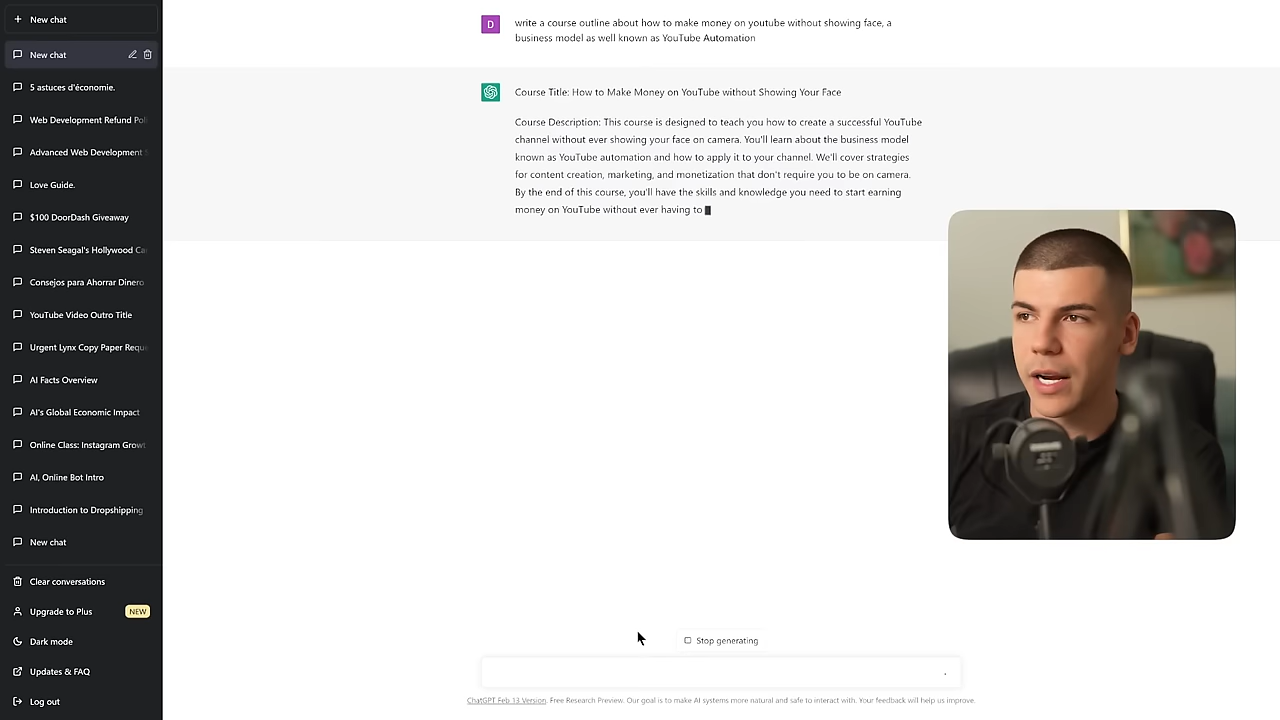 New chat
New chat
5 astuces d'économie.
Web Development Refund Pol
Advanced Web Development S
Love Guide.
$100 DoorDash Giveaway
Steven Seagal's Hollywood Ca
Consejos para Ahorrar Dinero
YouTube Video Outro Title
Urgent Lynx Copy Paper Requ
AI Facts Overview
AI's Global Economic Impact
Online Class: Instagram Growt
AI, Online Bot Intro
Introduction to Dropshipping
New chat
Clear conversations
Upgrade to Plus NEW
Dark mode
Updates & FAQ
Log out
D
write a course outline about how to make money on youtube without showing face, a
business model as well known as YouTube Automation
Course Title: How to Make Money on YouTube without Showing Your Face
Course Description: This course is designed to teach you how to create a successful YouTube
channel without ever showing your face on camera. You'll learn about the business model
known as YouTube automation and how to apply it to your channel. We'll cover strategies
for content creation, marketing, and monetization that don't require you to be on camera.
By the end of this course, you'll have the skills and knowledge you need to start earning
money on YouTube without ever having to
Stop generating
ChatGPT Feb 13 Version. Free Research Preview. Our goal is to make AI systems more natural and safe to interact with. Your feedback will help us improve.